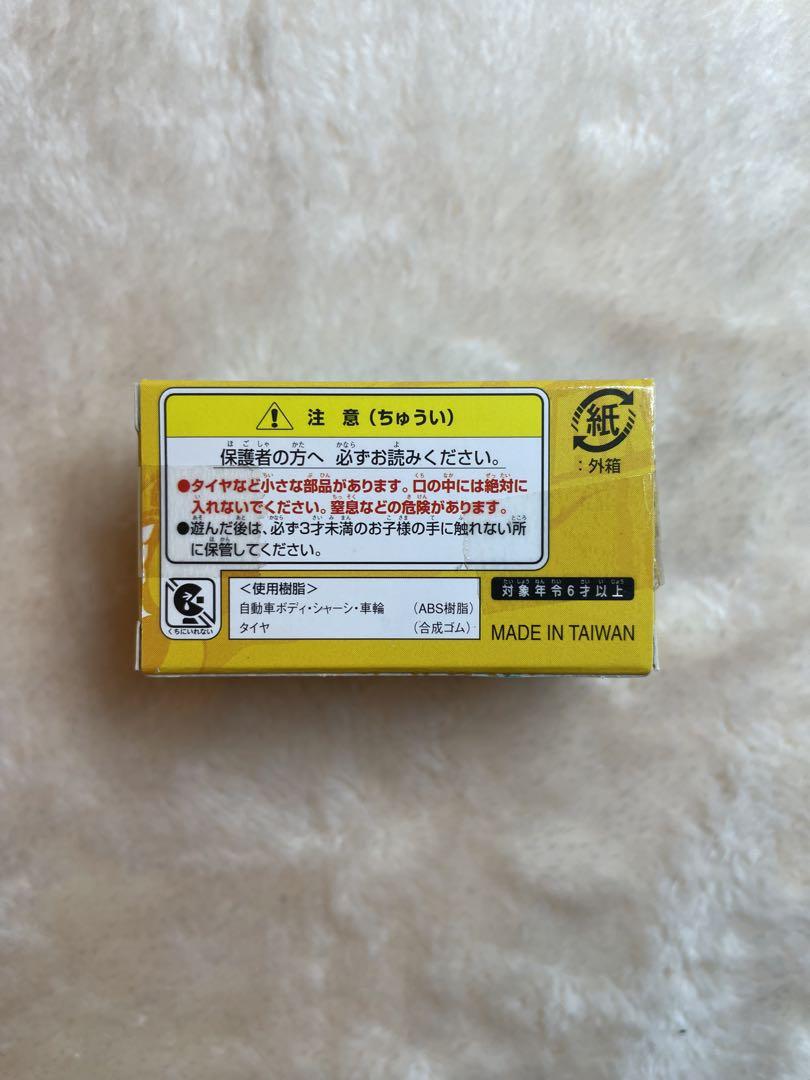 注 意（ちゅうい）
保護者の方へ 必ずお読みください。
●タイヤなど小さな部品があります。口の中には絶対に
入れないでください。窒息などの危険があります。
●遊んだ後は、必ず3才未満のお子様の手に触れない所
に保管してください。
紙
：外箱
くちにいれない
＜使用樹脂＞
自動車ボディ・シャーシ・車輪 （ABS樹脂）
タイヤ （合成ゴム）
対象年令6才以上
MADE IN TAIWAN